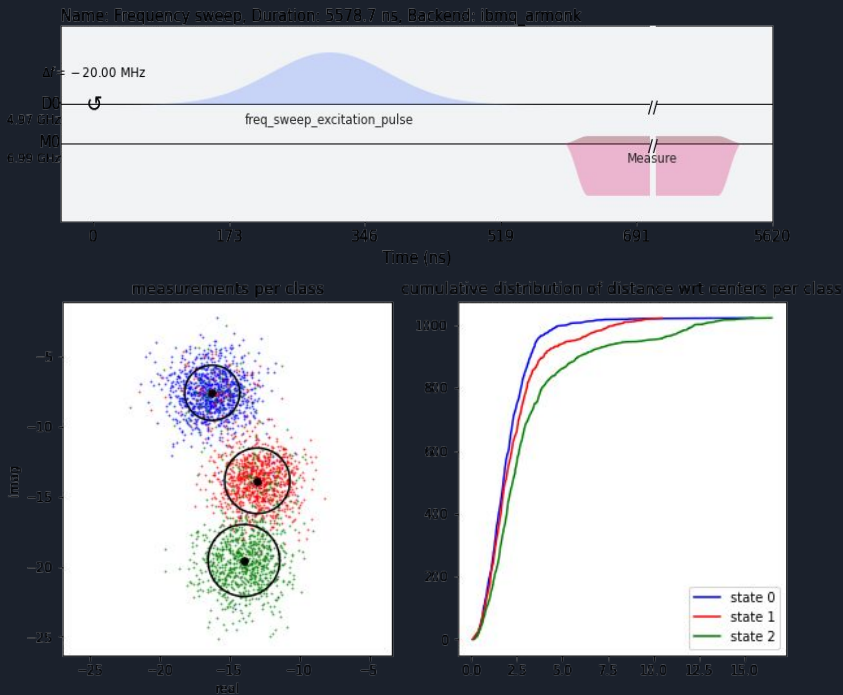 Name: Frequency sweep, Duration: 5578.7 ns, Backend: ibmq_armonk
Δf = −20.00 MHz
D0
4.97 GHz
↺
freq_sweep_excitation_pulse
M0
6.99 GHz
Measure
0 173 346 519 691 5620
Time (ns)
measurements per class
−5
−10
−15
−20
−25
imag
−25 −20 −15 −10 −5
real
cumulative distribution of distance wrt centers per class
1000
800
600
400
200
0
state 0
state 1
state 2
0.0 2.5 5.0 7.5 10.0 12.5 15.0